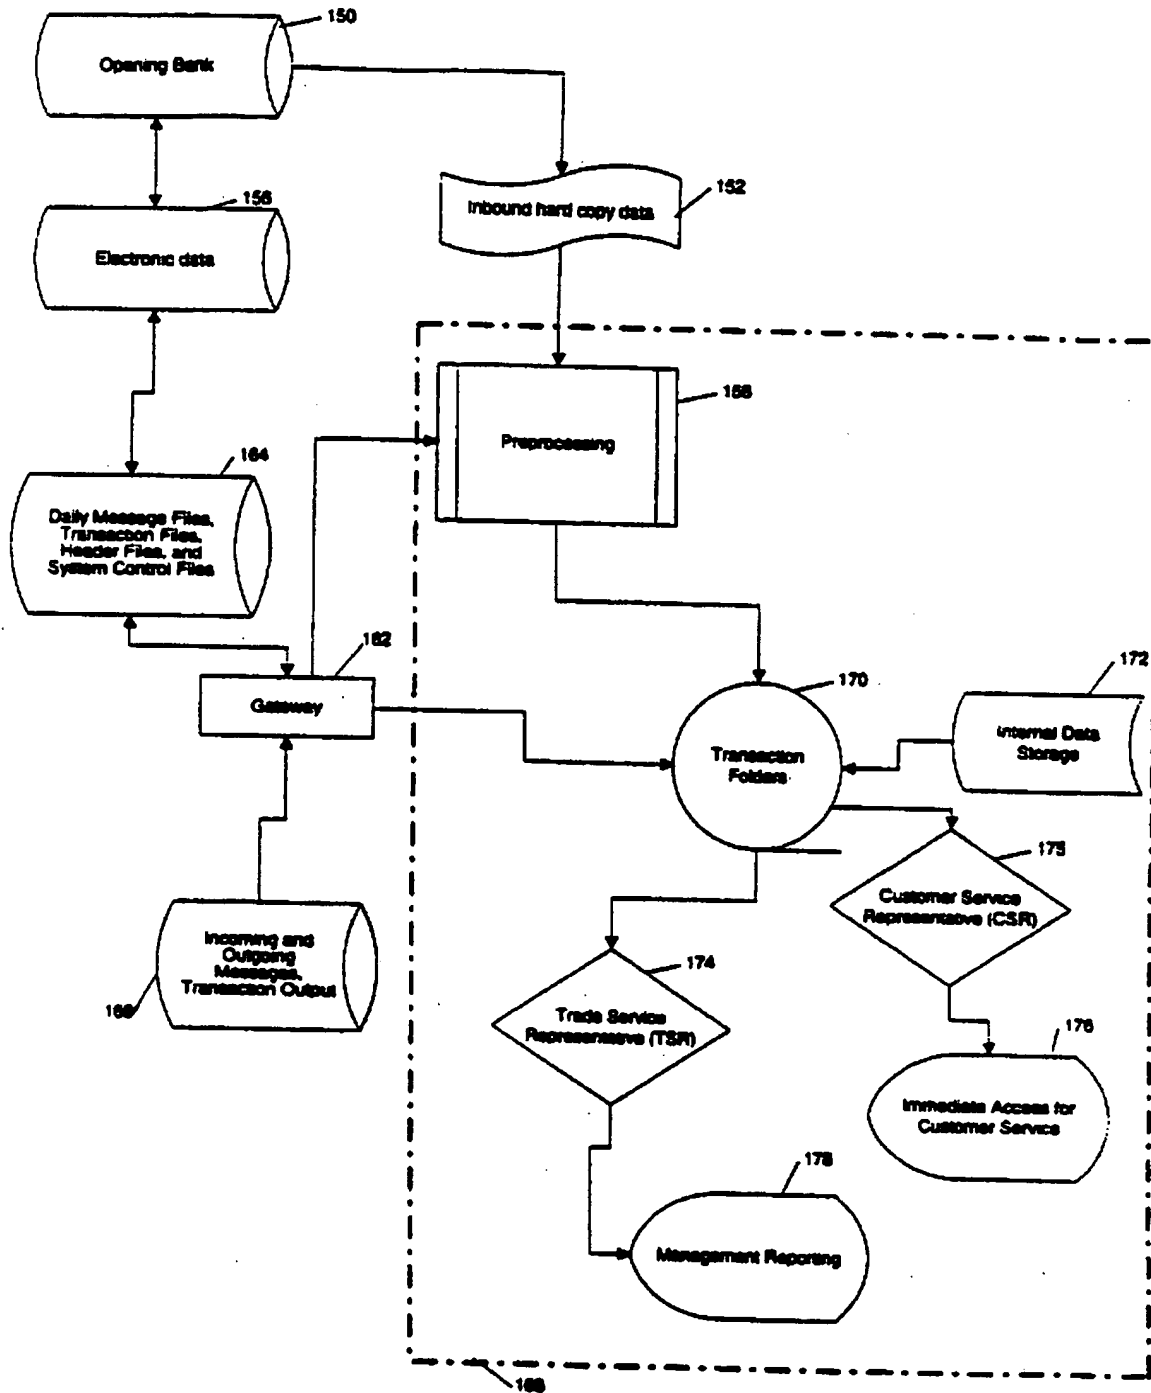 150
Opening Bank
152
Inbound hard copy data
156
Electronic data
Preprocessing
164
Daily Message Files,
Transaction Files,
Header Files, and
System Control Files
162
Gateway
170
Transaction
Folders
172
Internal Data
Storage
175
Customer Service
Representative (CSR)
Incoming and
Outgoing
Messages,
Transaction Output
174
Trade Service
Representative (TSR)
176
Immediate Access for
Customer Service
178
Management Reporting